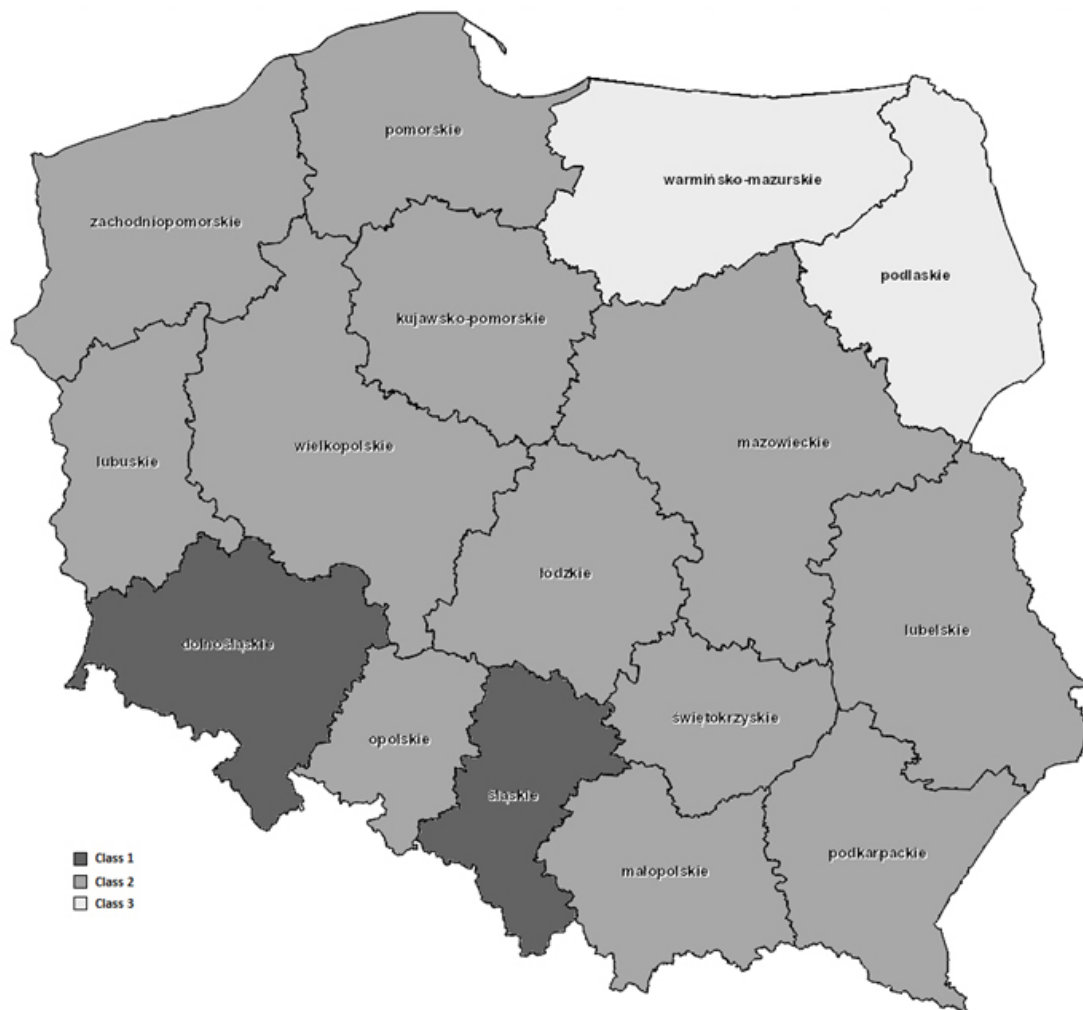 pomorskie
warmińsko-mazurskie
zachodniopomorskie
podlaskie
kujawsko-pomorskie
wielkopolskie
mazowieckie
lubuskie
łódzkie
lubelskie
dolnośląskie
świętokrzyskie
opolskie
śląskie
podkarpackie
małopolskie
Class 1
Class 2
Class 3